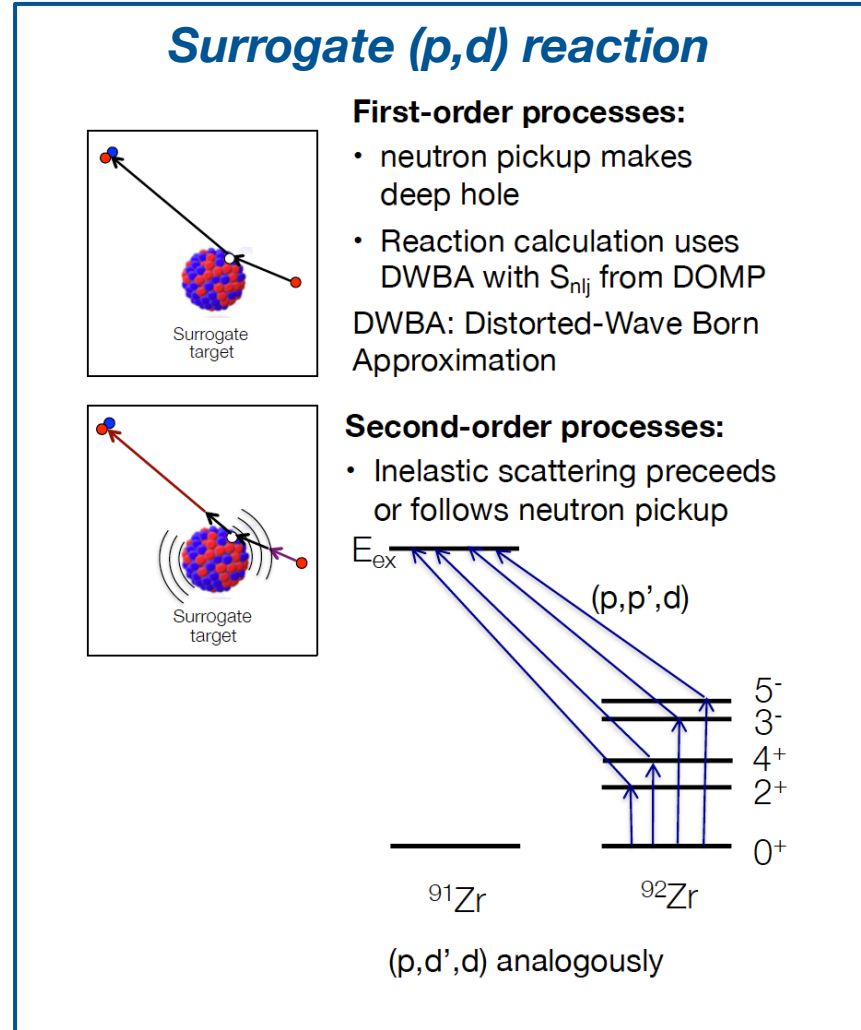 Surrogate (p,d) reaction
First-order processes:
• neutron pickup makes
deep hole
• Reaction calculation uses
DWBA with Sₙₗⱼ from DOMP
DWBA: Distorted-Wave Born
Approximation
Surrogate
target
Second-order processes:
• Inelastic scattering preceeds
or follows neutron pickup
Surrogate
target
Eₑₓ
(p,p’,d)
5⁻
3⁻
4⁺
2⁺
0⁺
⁹¹Zr
⁹²Zr
(p,d’,d) analogously